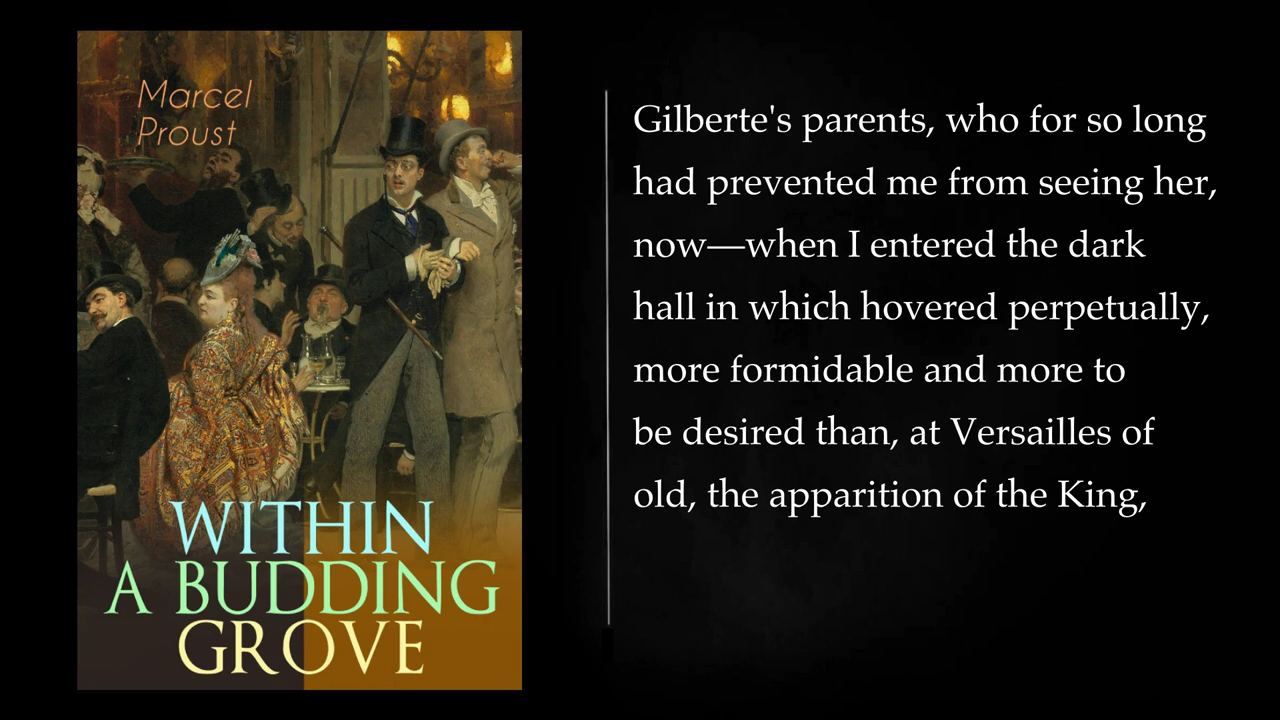 Marcel
Proust
WITHIN
A BUDDING
GROVE
Gilberte's parents, who for so long
had prevented me from seeing her,
now—when I entered the dark
hall in which hovered perpetually,
more formidable and more to
be desired than, at Versailles of
old, the apparition of the King,